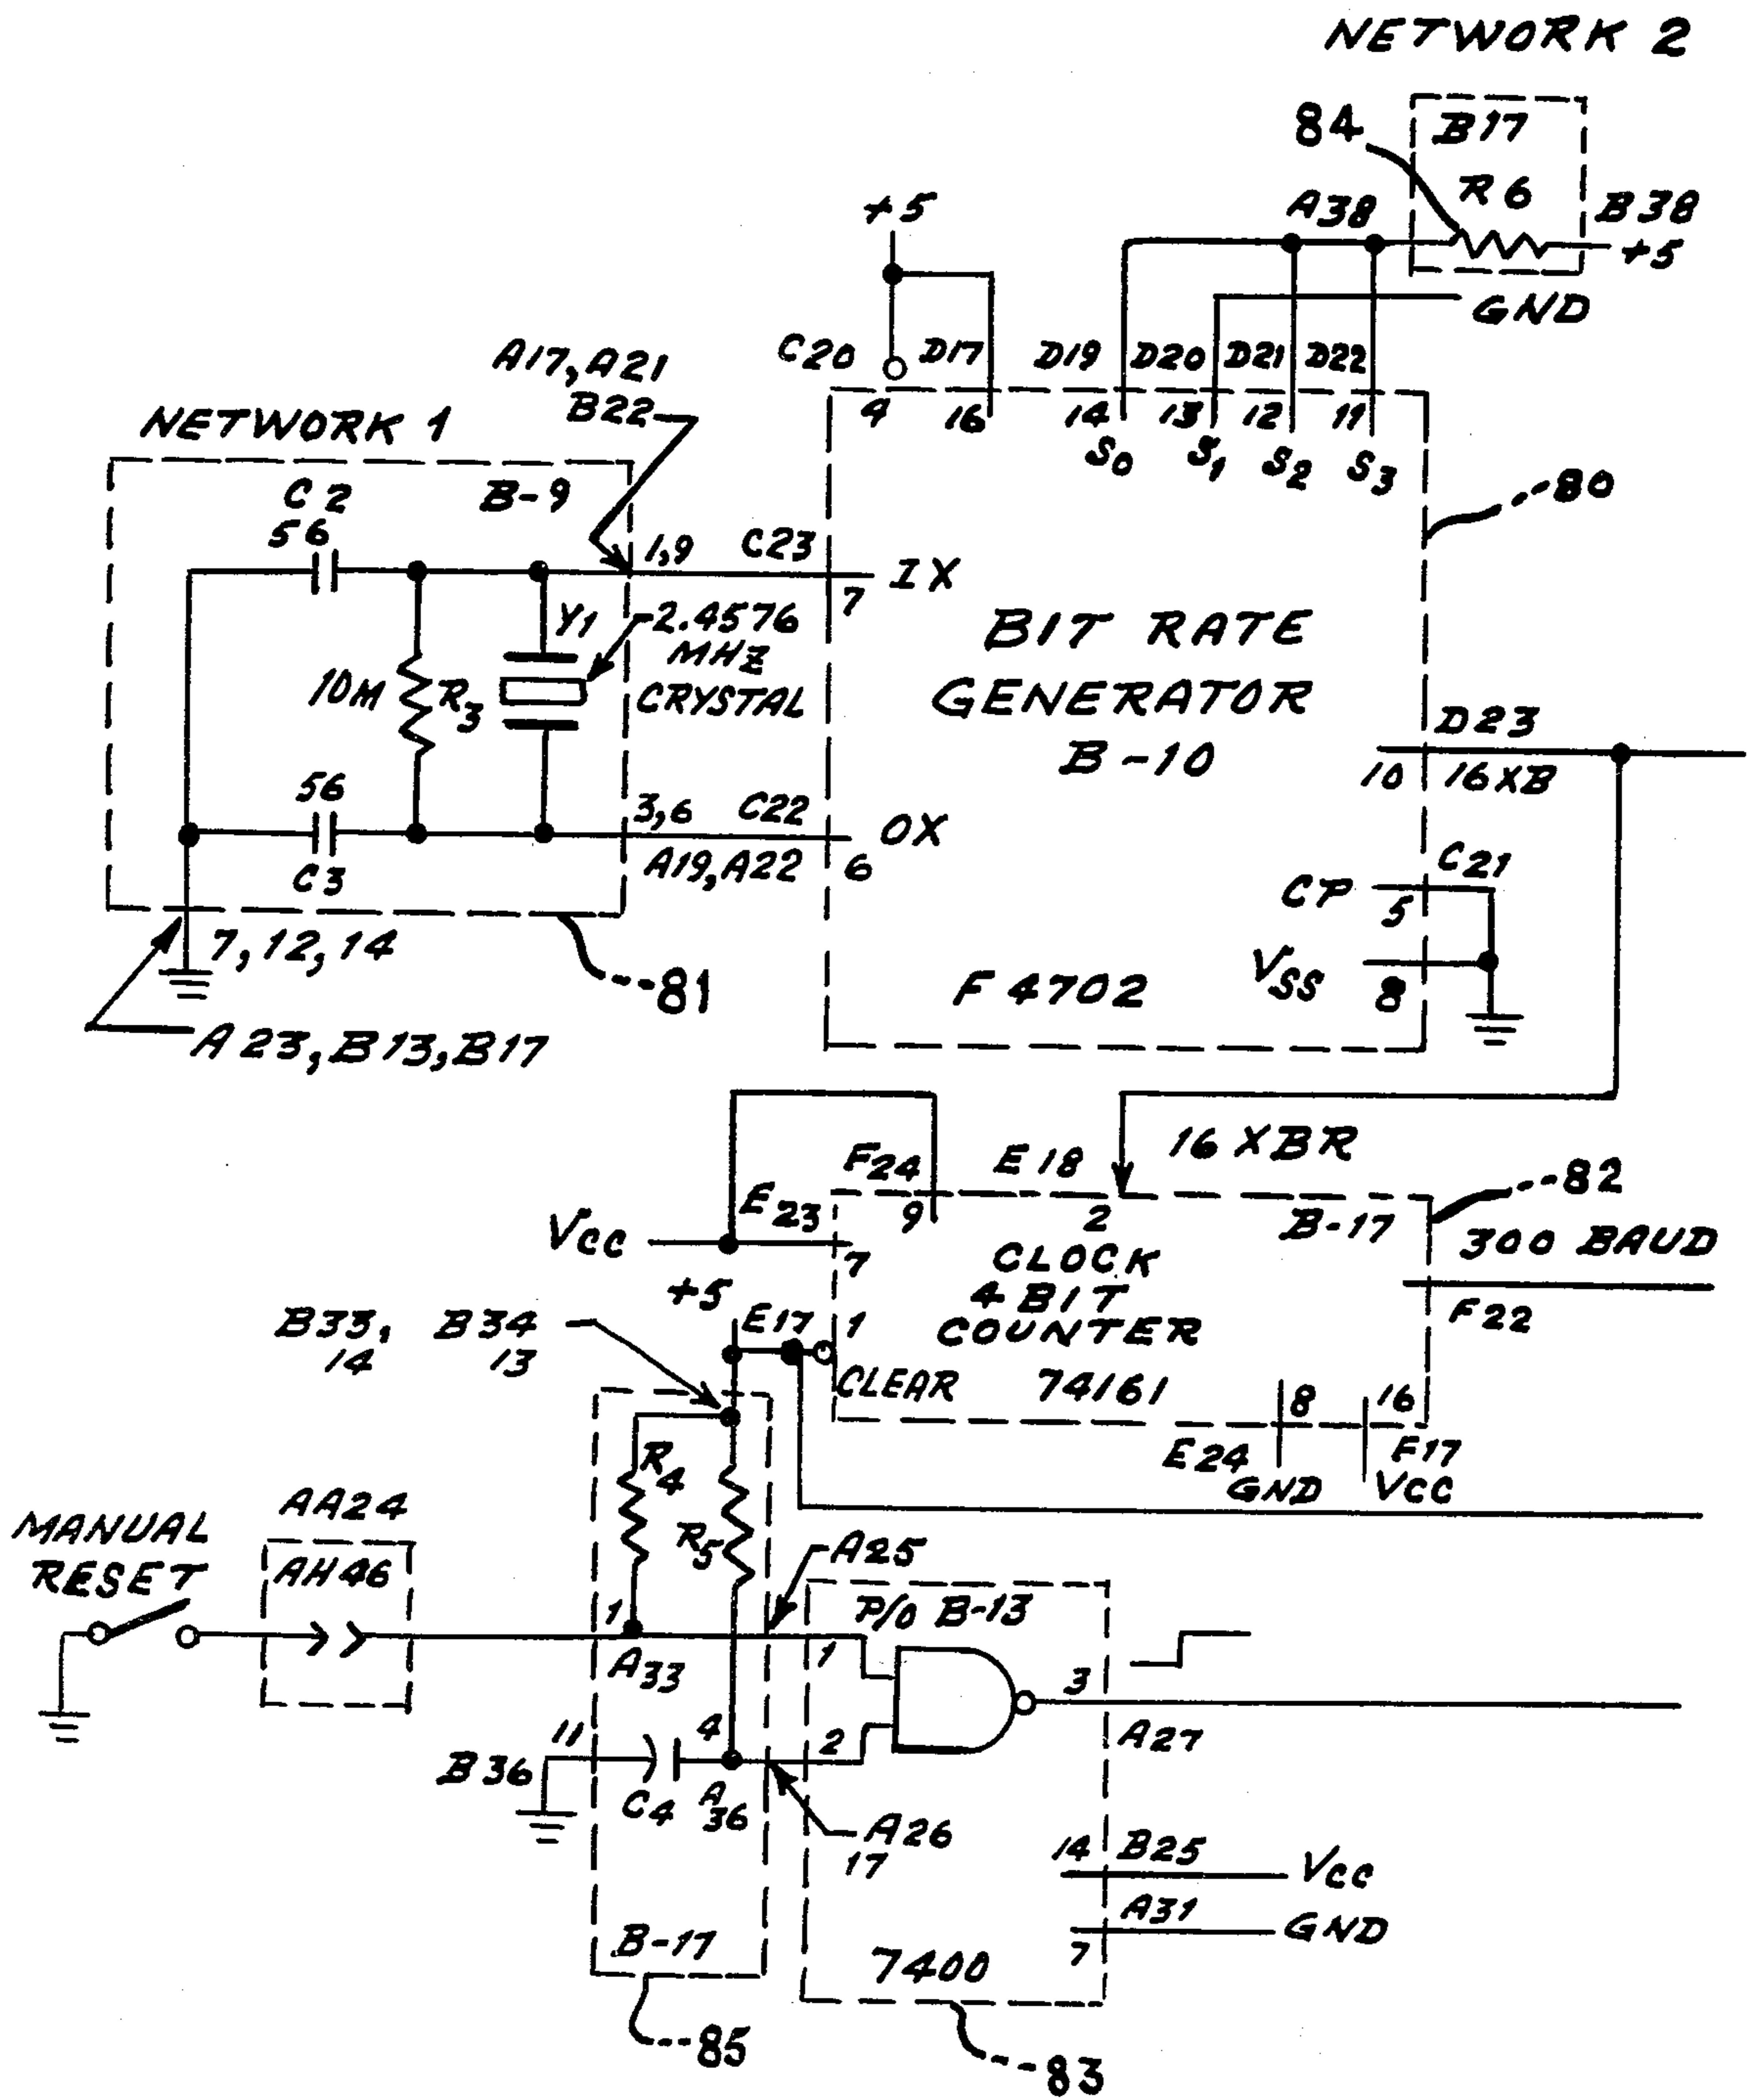 NETWORK 2
84
B17
R6
A38
B38
+5
+5
GND
C20
D17
D19
D20
D21
D22
4
16
14
13
12
11
S0
S1
S2
S3
80
A17, A21
B22
NETWORK 1
B-9
C2
56
1,9
C23
IX
7
Y1
2.4576
MHZ
CRYSTAL
10M
R3
BIT RATE
GENERATOR
B-10
D23
10
16XB
56
C3
3,6
C22
OX
A19, A22
6
C21
CP
5
VSS
8
F 4702
7, 12, 14
81
A23, B13, B17
16 XBR
F24
E18
E23
9
2
B-17
82
VCC
7
CLOCK
4 BIT
COUNTER
300 BAUD
F22
+5
E17
1
CLEAR
74161
B33, B34
14 13
8
16
E24
GND
F17
VCC
R4
R5
MANUAL
RESET
AA24
AH46
A25
1
A33
P/O B-13
1
3
A27
11
B36
C4
4
A36
2
A26
17
14
B25
VCC
A31
GND
7
B-17
7400
85
83